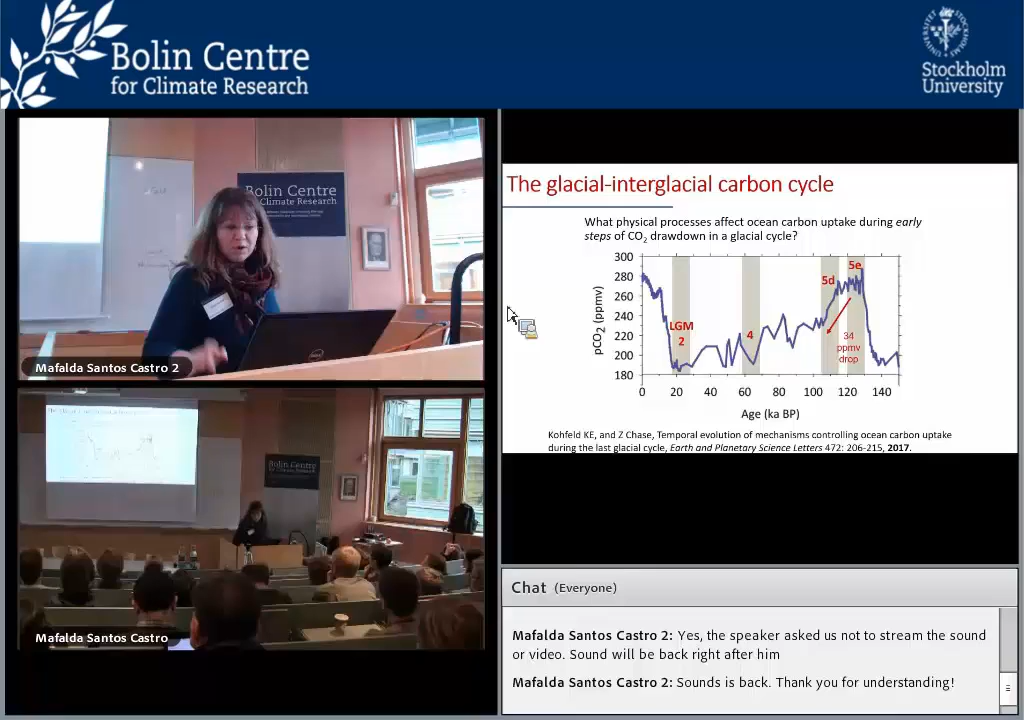 Bolin Centre
for Climate Research
Stockholm
University
Bolin Centre
Climate Research
Mafalda Santos Castro 2
Bolin Centre
Mafalda Santos Castro
The glacial-interglacial carbon cycle
What physical processes affect ocean carbon uptake during early
steps of CO2 drawdown in a glacial cycle?
pCO2 (ppmv)
300
280
260
240
220
200
180
LGM
2
4
5d
5e
34
ppmv
drop
0 20 40 60 80 100 120 140
Age (ka BP)
Kohfeld KE, and Z Chase, Temporal evolution of mechanisms controlling ocean carbon uptake
during the last glacial cycle, Earth and Planetary Science Letters 472: 206-215, 2017.
Chat (Everyone)
Mafalda Santos Castro 2: Yes, the speaker asked us not to stream the sound
or video. Sound will be back right after him
Mafalda Santos Castro 2: Sounds is back. Thank you for understanding!